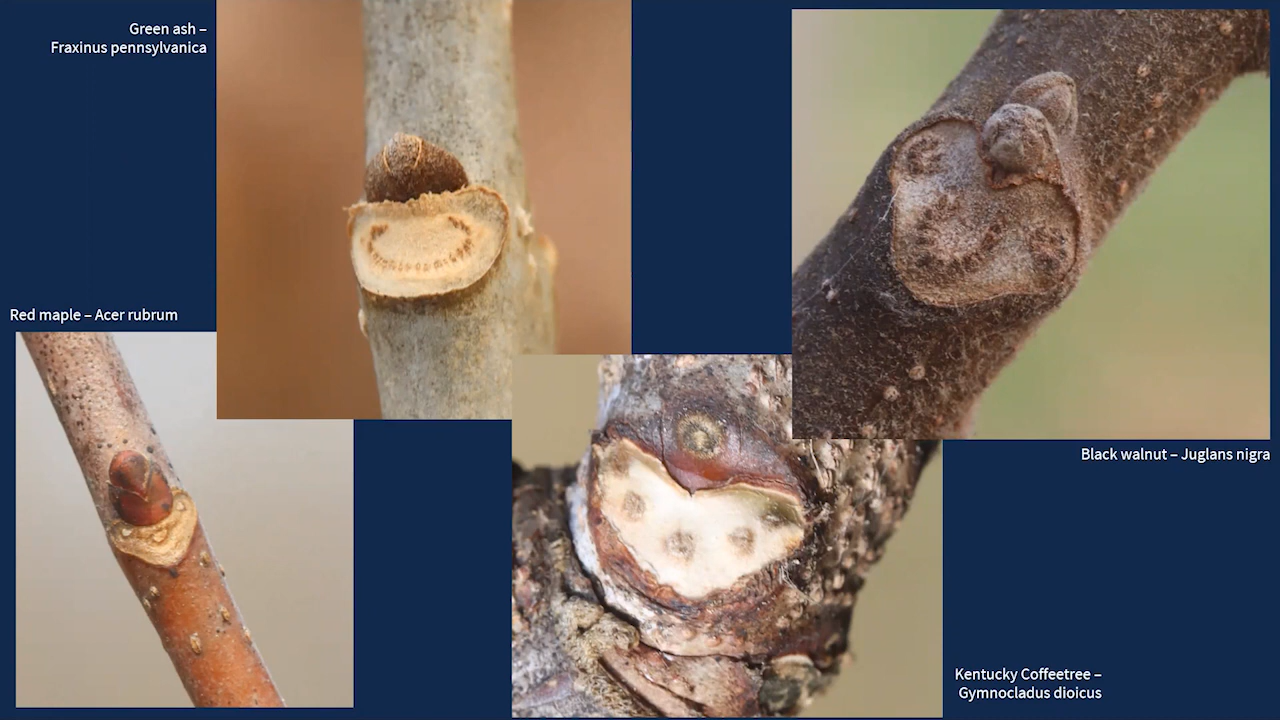 Green ash –
Fraxinus pennsylvanica
Red maple – Acer rubrum
Black walnut – Juglans nigra
Kentucky Coffeetree –
Gymnocladus dioicus